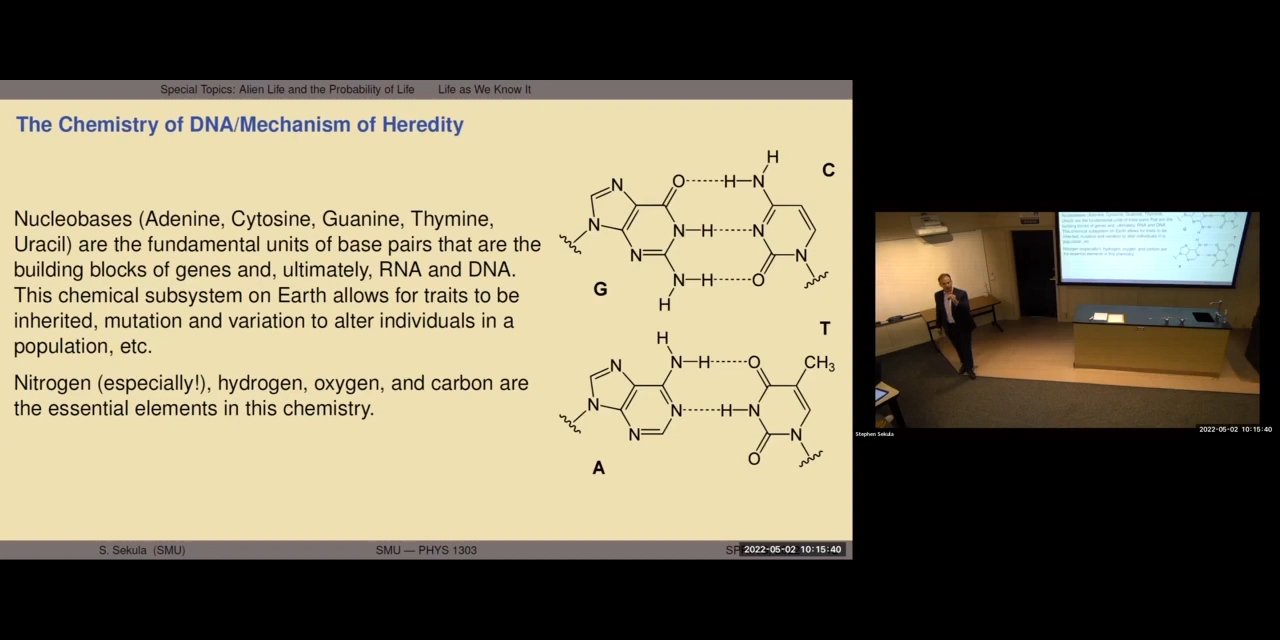 Special Topics: Alien Life and the Probability of Life Life as We Know It
The Chemistry of DNA/Mechanism of Heredity
Nucleobases (Adenine, Cytosine, Guanine, Thymine,
Uracil) are the fundamental units of base pairs that are the
building blocks of genes and, ultimately, RNA and DNA.
This chemical subsystem on Earth allows for traits to be
inherited, mutation and variation to alter individuals in a
population, etc.
Nitrogen (especially!), hydrogen, oxygen, and carbon are
the essential elements in this chemistry.
H
C
N O H N
N H N
N N N
N H O
G H
T
H
N N H O CH3
N N H N
N N
O
A
S. Sekula (SMU) SMU — PHYS 1303 SP
2022-05-02 10:15:40
Stephen Sekula
2022-05-02 10:15:40